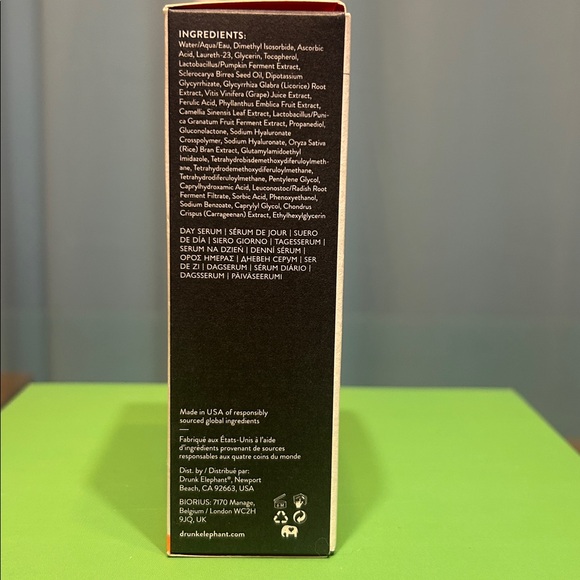 INGREDIENTS:
Water/Aqua/Eau, Dimethyl Isosorbide, Ascorbic
Acid, Laureth-23, Glycerin, Tocopherol,
Lactobacillus/Pumpkin Ferment Extract,
Sclerocarya Birrea Seed Oil, Dipotassium
Glycyrrhizate, Glycyrrhiza Glabra (Licorice) Root
Extract, Vitis Vinifera (Grape) Juice Extract,
Ferulic Acid, Phyllanthus Emblica Fruit Extract,
Camellia Sinensis Leaf Extract, Lactobacillus/Puni-
ca Granatum Fruit Ferment Extract, Propanediol,
Gluconolactone, Sodium Hyaluronate
Crosspolymer, Sodium Hyaluronate, Oryza Sativa
(Rice) Bran Extract, Glutamylamidoethyl
Imidazole, Tetrahydrobisdemethoxydiferuloylmeth-
ane, Tetrahydrodemethoxydiferuloylmethane,
Tetrahydrodiferuloylmethane, Pentylene Glycol,
Caprylhydroxamic Acid, Leuconostoc/Radish Root
Ferment Filtrate, Sorbic Acid, Phenoxyethanol,
Sodium Benzoate, Caprylyl Glycol, Chondrus
Crispus (Carrageenan) Extract, Ethylhexylglycerin
DAY SERUM | SÉRUM DE JOUR | SUERO
DE DÍA | SIERO GIORNO | TAGESSERUM |
SERUM NA DZIEŃ | DENNÍ SÉRUM |
ΟΡΟΣ ΗΜΕΡΑΣ | ДНЕВЕН СЕРУМ | SER
DE ZI | DAGSERUM | SÉRUM DIÁRIO |
DAGSSERUM | PÄIVÄSEERUMI
Made in USA of responsibly
sourced global ingredients
Fabriqué aux États-Unis à l'aide
d'ingrédients provenant de sources
responsables aux quatre coins du monde
Dist. by / Distribué par:
Drunk Elephant®, Newport
Beach, CA 92663, USA
BIORIUS: 7170 Manage,
Belgium / London WC2H
9JQ, UK
drunkelephant.com